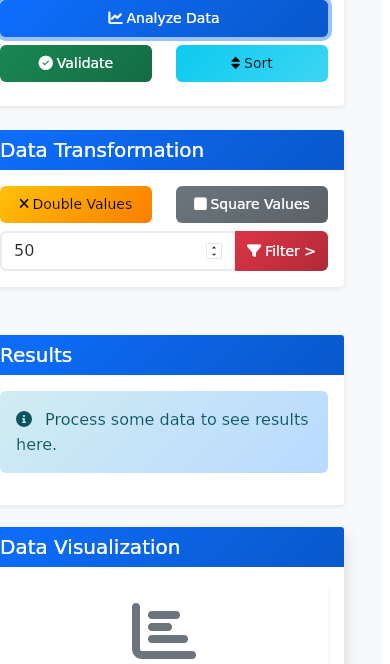 Analyze Data
Validate
Sort
Data Transformation
Double Values
Square Values
50
Filter >
Results
Process some data to see results
here.
Data Visualization